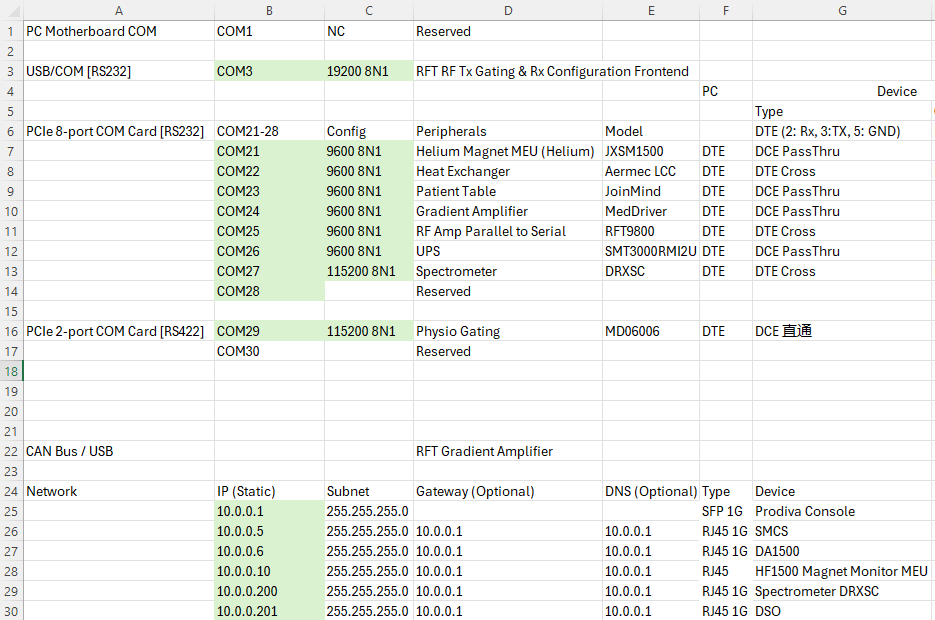 A B C D E F G
1 PC Motherboard COM COM1 NC Reserved
2
3 USB/COM [RS232] COM3 19200 8N1 RFT RF Tx Gating & Rx Configuration Frontend
4 PC Device
5 Type
6 PCIe 8-port COM Card [RS232] COM21-28 Config Peripherals Model DTE (2: Rx, 3:TX, 5: GND)
7 COM21 9600 8N1 Helium Magnet MEU (Helium) JXSM1500 DTE DCE PassThru
8 COM22 9600 8N1 Heat Exchanger Aermec LCC DTE DTE Cross
9 COM23 9600 8N1 Patient Table JoinMind DTE DCE PassThru
10 COM24 9600 8N1 Gradient Amplifier MedDriver DTE DCE PassThru
11 COM25 9600 8N1 RF Amp Parallel to Serial RFT9800 DTE DTE Cross
12 COM26 9600 8N1 UPS SMT3000RMI2U DTE DCE PassThru
13 COM27 115200 8N1 Spectrometer DRXSC DTE DTE Cross
14 COM28 Reserved
15
16 PCIe 2-port COM Card [RS422] COM29 115200 8N1 Physio Gating MD06006 DTE DCE 直通
17 COM30 Reserved
18
19
20
21
22 CAN Bus / USB RFT Gradient Amplifier
23
24 Network IP (Static) Subnet Gateway (Optional) DNS (Optional) Type Device
25 10.0.0.1 255.255.255.0 SFP 1G Prodiva Console
26 10.0.0.5 255.255.255.0 10.0.0.1 10.0.0.1 RJ45 1G SMCS
27 10.0.0.6 255.255.255.0 10.0.0.1 10.0.0.1 RJ45 1G DA1500
28 10.0.0.10 255.255.255.0 10.0.0.1 10.0.0.1 RJ45 HF1500 Magnet Monitor MEU
29 10.0.0.200 255.255.255.0 10.0.0.1 10.0.0.1 RJ45 1G Spectrometer DRXSC
30 10.0.0.201 255.255.255.0 10.0.0.1 10.0.0.1 RJ45 1G DSO